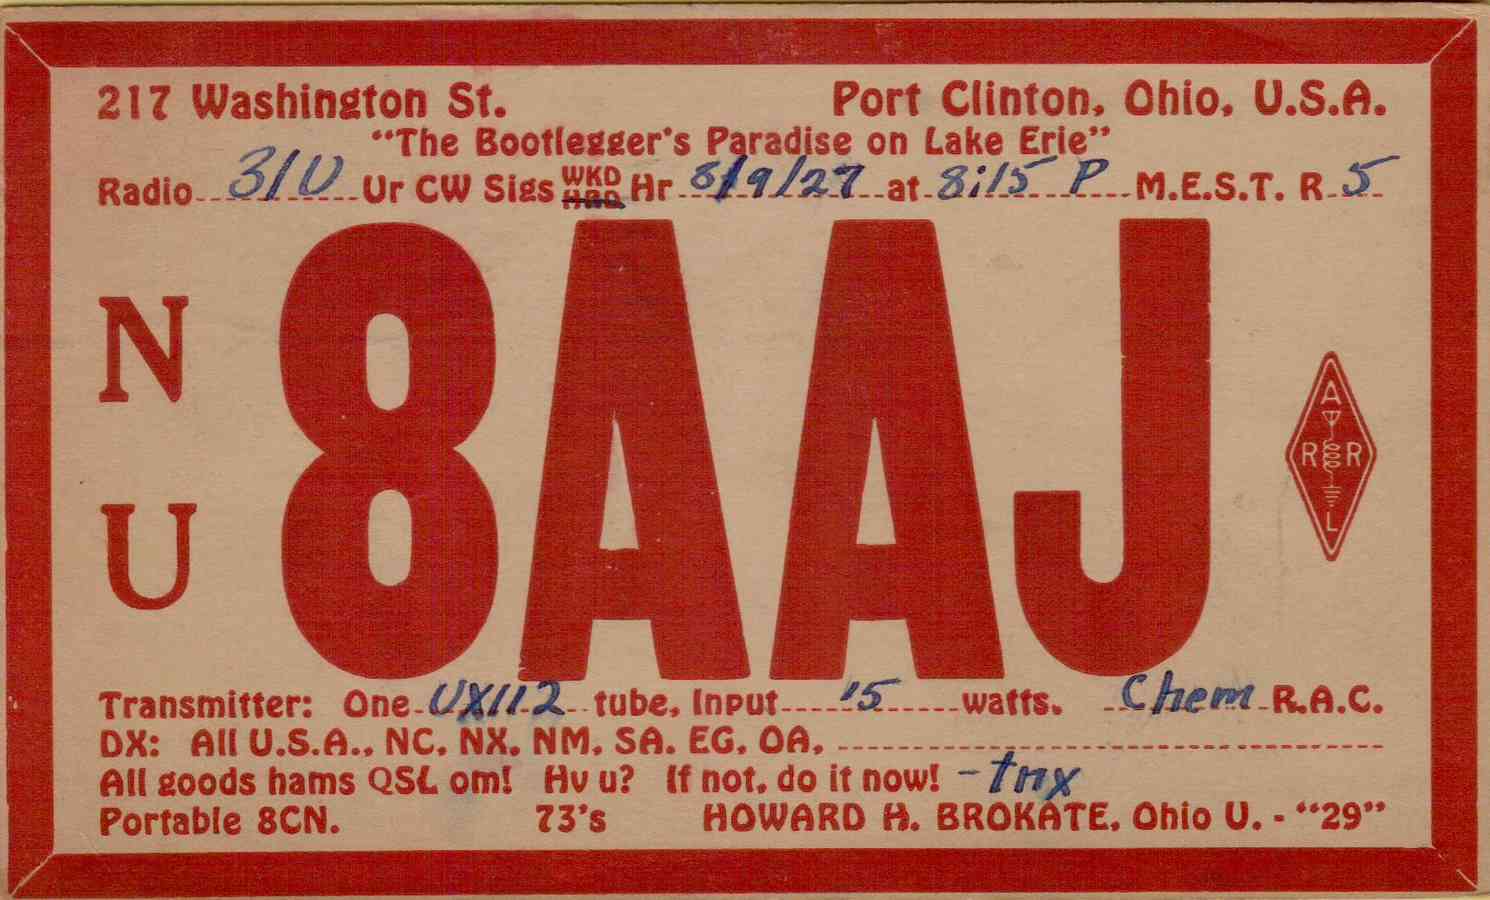 217 Washington St. Port Clinton, Ohio, U.S.A.
"The Bootlegger's Paradise on Lake Erie"
Radio 31U Ur CW Sigs WKD HRD Hr 8/9/27 at 8:15 P M.E.S.T. R 5
N U
8AAJ
A R R L
Transmitter: One UX112 tube, Input '5 watts. Chem R.A.C.
DX: All U.S.A., NC, NX, NM, SA. EG, OA,
All goods hams QSL om! Hv u? If not, do it now! - tnx
Portable 8CN. 73's HOWARD H. BROKATE, Ohio U. - "29"